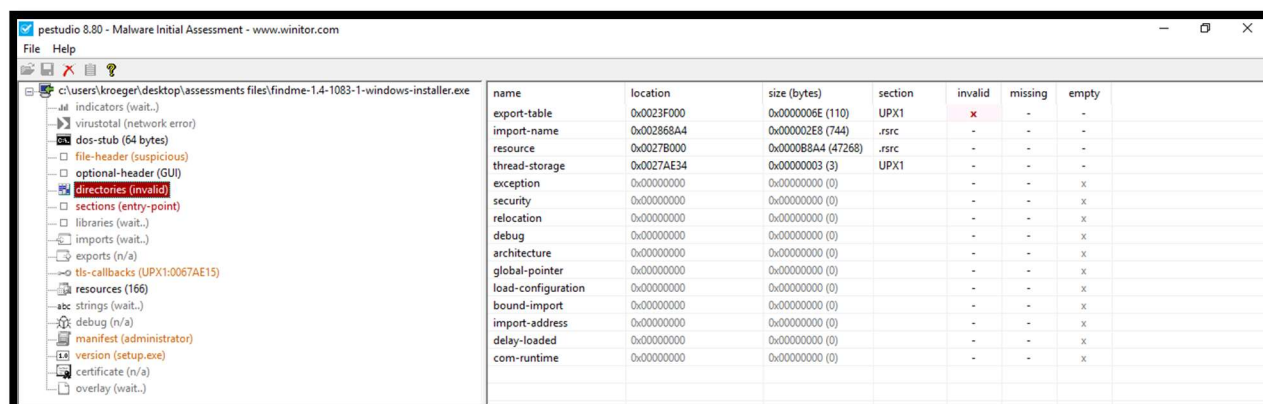 pestudio 8.80 - Malware Initial Assessment - www.winitor.com
File Help
c:\users\kroeger\desktop\assessments files\findme-1.4-1083-1-windows-installer.exe
indicators (wait..)
virustotal (network error)
dos-stub (64 bytes)
file-header (suspicious)
optional-header (GUI)
directories (invalid)
sections (entry-point)
libraries (wait..)
imports (wait..)
exports (n/a)
tls-callbacks (UPX1:0067AE15)
resources (166)
abc strings (wait..)
debug (n/a)
manifest (administrator)
1.0 version (setup.exe)
certificate (n/a)
overlay (wait..)
name location size (bytes) section invalid missing empty
export-table 0x0023F000 0x0000006E (110) UPX1 x - -
import-name 0x002868A4 0x000002E8 (744) .rsrc - - -
resource 0x0027B000 0x0000B8A4 (47268) .rsrc - - -
thread-storage 0x0027AE34 0x00000003 (3) UPX1 - - -
exception 0x00000000 0x00000000 (0) - - x
security 0x00000000 0x00000000 (0) - - x
relocation 0x00000000 0x00000000 (0) - - x
debug 0x00000000 0x00000000 (0) - - x
architecture 0x00000000 0x00000000 (0) - - x
global-pointer 0x00000000 0x00000000 (0) - - x
load-configuration 0x00000000 0x00000000 (0) - - x
bound-import 0x00000000 0x00000000 (0) - - x
import-address 0x00000000 0x00000000 (0) - - x
delay-loaded 0x00000000 0x00000000 (0) - - x
com-runtime 0x00000000 0x00000000 (0) - - x